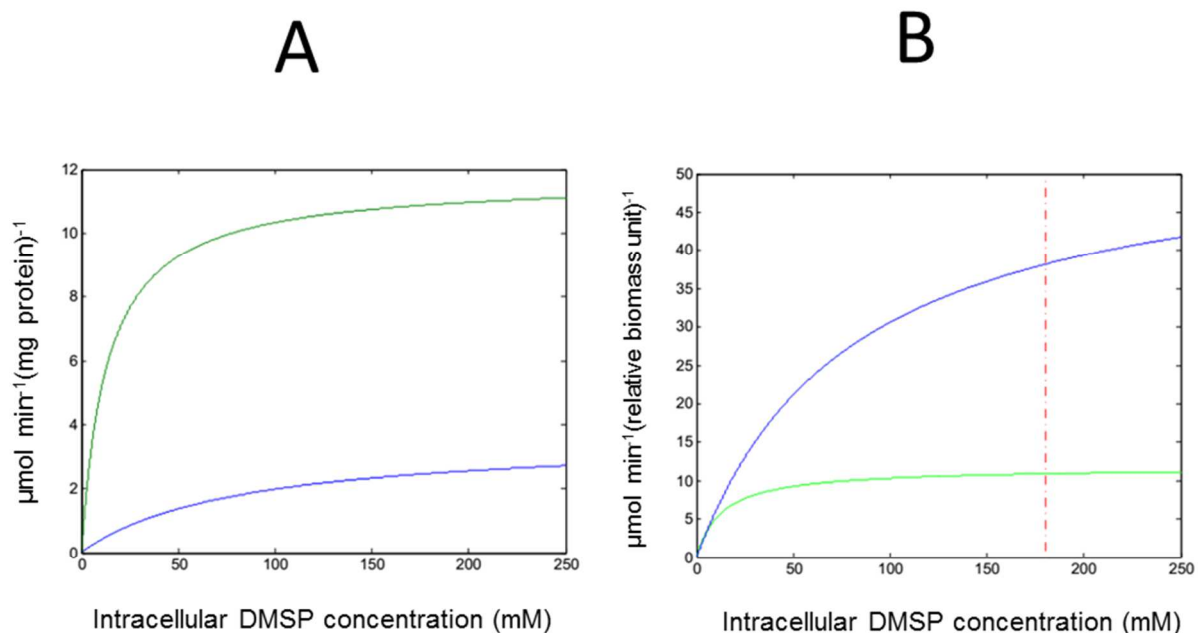 A
B
12
10
8
6
4
2
0
0 50 100 150 200 250
µmol min⁻¹(mg protein)⁻¹
Intracellular DMSP concentration (mM)
50
45
40
35
30
25
20
15
10
5
0
0 50 100 150 200 250
µmol min⁻¹(relative biomass unit)⁻¹
Intracellular DMSP concentration (mM)